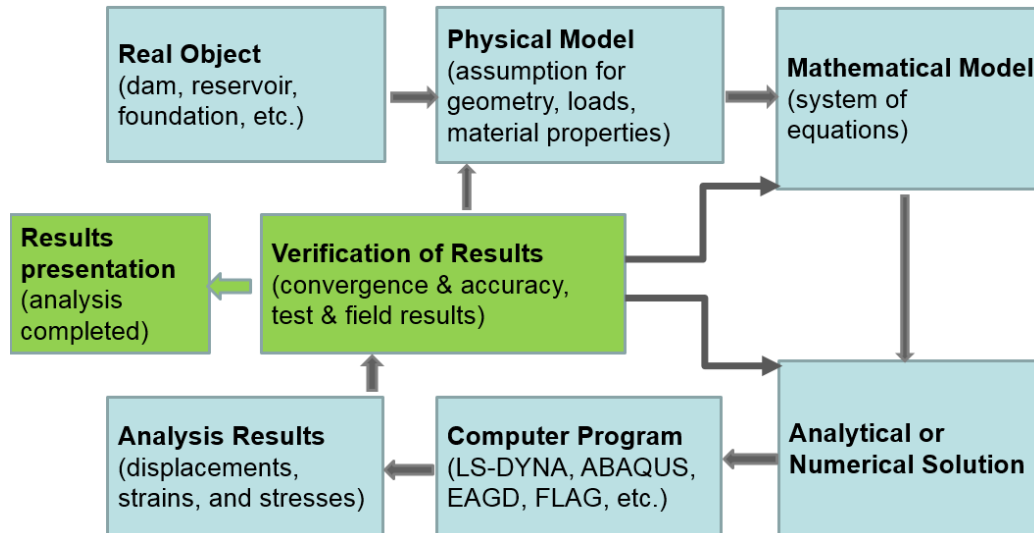 Real Object
(dam, reservoir,
foundation, etc.)
Physical Model
(assumption for
geometry, loads,
material properties)
Mathematical Model
(system of
equations)
Results
presentation
(analysis
completed)
Verification of Results
(convergence & accuracy,
test & field results)
Analysis Results
(displacements,
strains, and stresses)
Computer Program
(LS-DYNA, ABAQUS,
EAGD, FLAG, etc.)
Analytical or
Numerical Solution